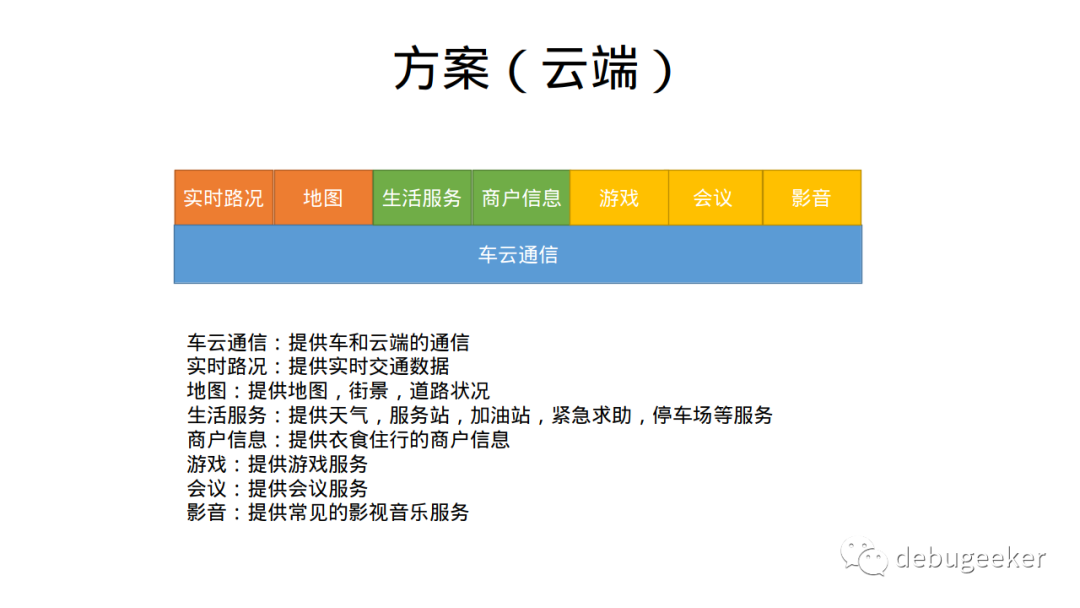 方案（云端）
实时路况 地图 生活服务 商户信息 游戏 会议 影音
车云通信
车云通信：提供车和云端的通信
实时路况：提供实时交通数据
地图：提供地图，街景，道路状况
生活服务：提供天气，服务站，加油站，紧急求助，停车场等服务
商户信息：提供衣食住行的商户信息
游戏：提供游戏服务
会议：提供会议服务
影音：提供常见的影视音乐服务
debugeeker